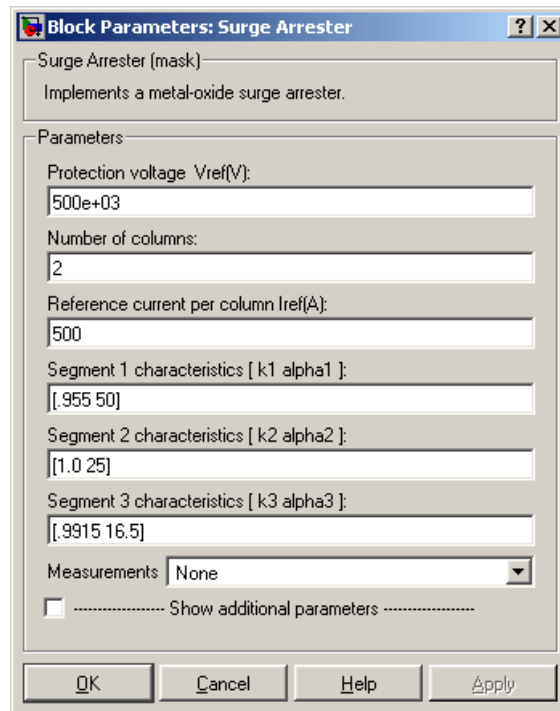 Block Parameters: Surge Arrester
Surge Arrester (mask)
Implements a metal-oxide surge arrester.
Parameters
Protection voltage Vref(V):
500e+03
Number of columns:
2
Reference current per column Iref(A):
500
Segment 1 characteristics [ k1 alpha1 ]:
[.955 50]
Segment 2 characteristics [ k2 alpha2 ]:
[1.0 25]
Segment 3 characteristics [ k3 alpha3 ]:
[.9915 16.5]
Measurements None
------------------ Show additional parameters ------------------
OK Cancel Help Apply